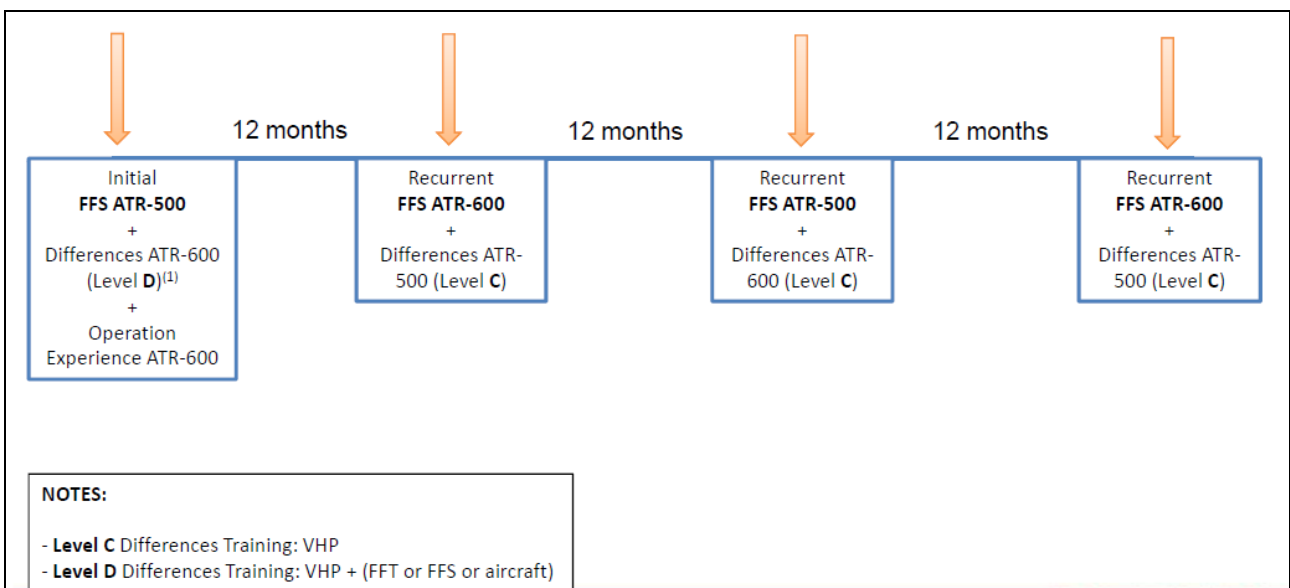 12 months
12 months
12 months
Initial
FFS ATR-500
+
Differences ATR-600
(Level D)(1)
+
Operation
Experience ATR-600
Recurrent
FFS ATR-600
+
Differences ATR-
500 (Level C)
Recurrent
FFS ATR-500
+
Differences ATR-
600 (Level C)
Recurrent
FFS ATR-600
+
Differences ATR-
500 (Level C)
NOTES:
- Level C Differences Training: VHP
- Level D Differences Training: VHP + (FFT or FFS or aircraft)